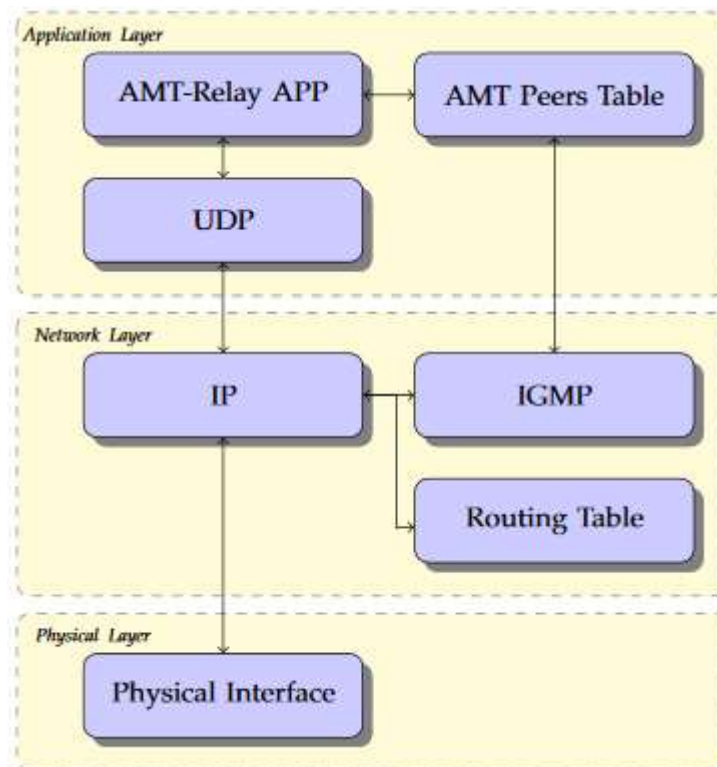 Application Layer
AMT-Relay APP
AMT Peers Table
UDP
Network Layer
IP
IGMP
Routing Table
Physical Layer
Physical Interface